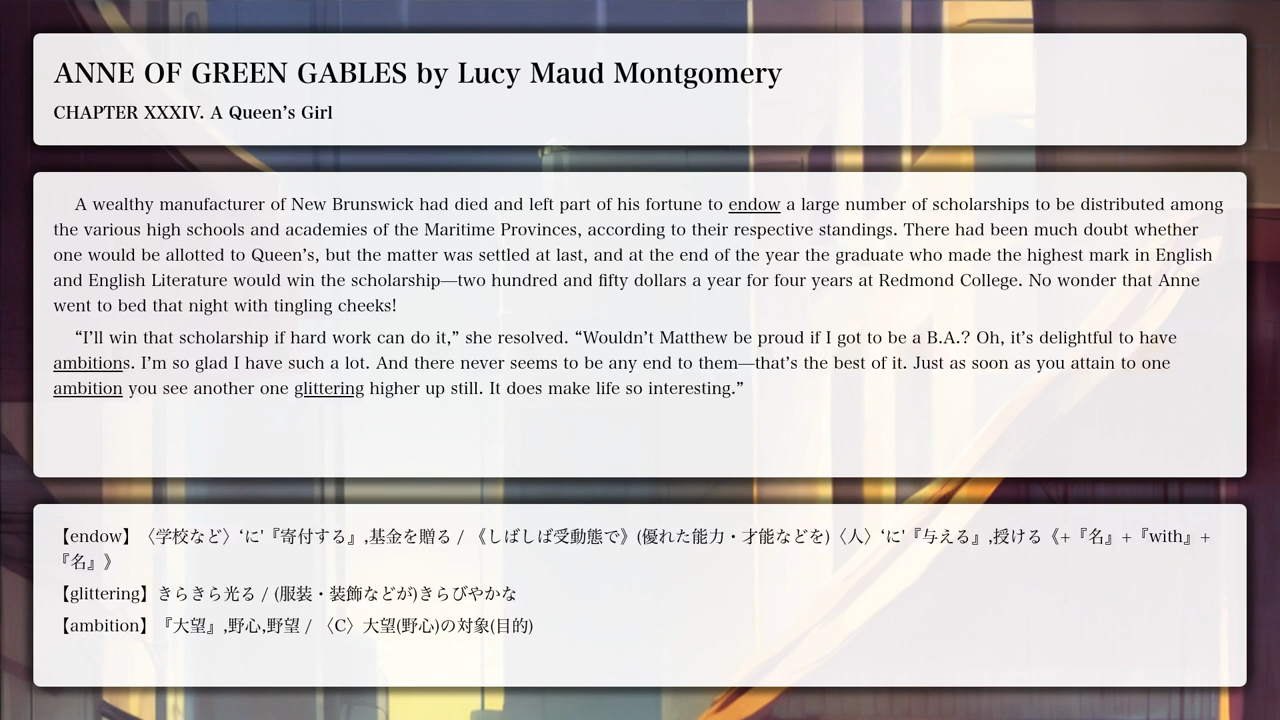 ANNE OF GREEN GABLES by Lucy Maud Montgomery
CHAPTER XXXIV. A Queen’s Girl
A wealthy manufacturer of New Brunswick had died and left part of his fortune to endow a large number of scholarships to be distributed among
the various high schools and academies of the Maritime Provinces, according to their respective standings. There had been much doubt whether
one would be allotted to Queen’s, but the matter was settled at last, and at the end of the year the graduate who made the highest mark in English
and English Literature would win the scholarship—two hundred and fifty dollars a year for four years at Redmond College. No wonder that Anne
went to bed that night with tingling cheeks!
“I’ll win that scholarship if hard work can do it,” she resolved. “Wouldn’t Matthew be proud if I got to be a B.A.? Oh, it’s delightful to have
ambitions. I’m so glad I have such a lot. And there never seems to be any end to them—that’s the best of it. Just as soon as you attain to one
ambition you see another one glittering higher up still. It does make life so interesting.”
【endow】〈学校など〉‘に'『寄付する』,基金を贈る / 《しばしば受動態で》(優れた能力・才能などを)〈人〉‘に'『与える』,授ける《+『名』+『with』+
『名』》
【glittering】きらきら光る / (服装・装飾などが)きらびやかな
【ambition】『大望』,野心,野望 / 〈C〉大望(野心)の対象(目的)